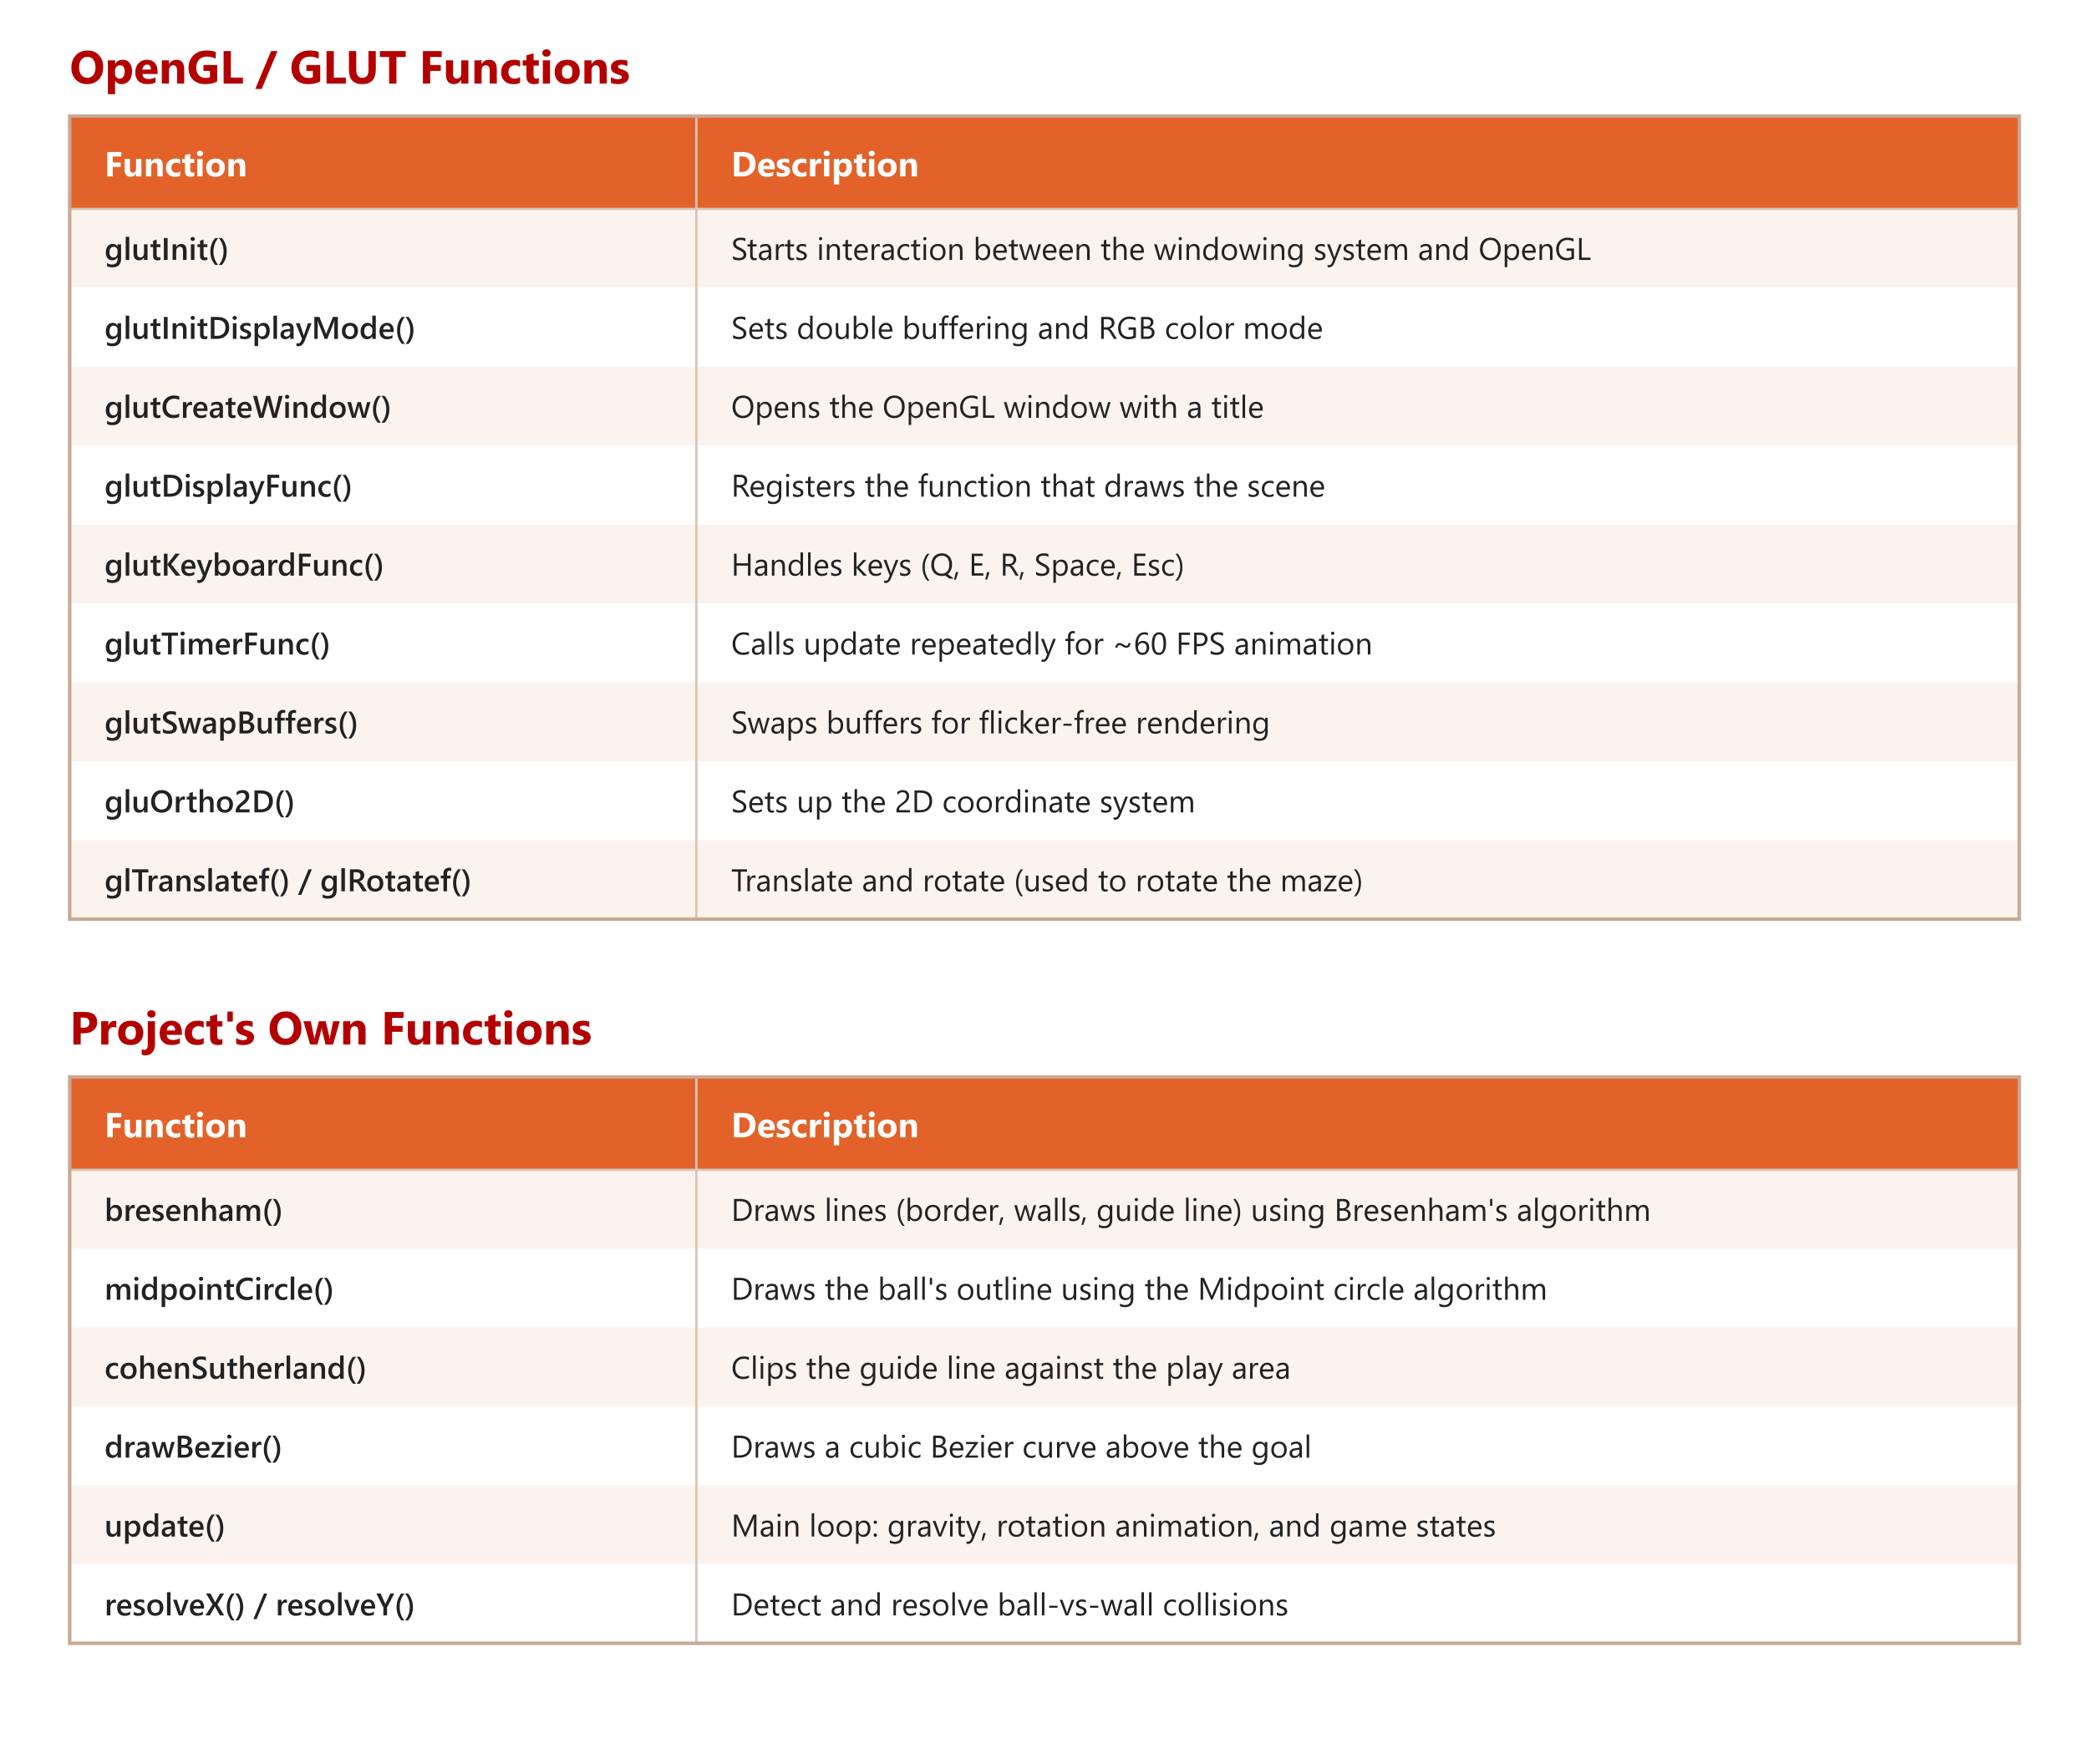 OpenGL / GLUT Functions
Function Description
glutInit() Starts interaction between the windowing system and OpenGL
glutInitDisplayMode() Sets double buffering and RGB color mode
glutCreateWindow() Opens the OpenGL window with a title
glutDisplayFunc() Registers the function that draws the scene
glutKeyboardFunc() Handles keys (Q, E, R, Space, Esc)
glutTimerFunc() Calls update repeatedly for ~60 FPS animation
glutSwapBuffers() Swaps buffers for flicker-free rendering
gluOrtho2D() Sets up the 2D coordinate system
glTranslatef() / glRotatef() Translate and rotate (used to rotate the maze)
Project's Own Functions
Function Description
bresenham() Draws lines (border, walls, guide line) using Bresenham's algorithm
midpointCircle() Draws the ball's outline using the Midpoint circle algorithm
cohenSutherland() Clips the guide line against the play area
drawBezier() Draws a cubic Bezier curve above the goal
update() Main loop: gravity, rotation animation, and game states
resolveX() / resolveY() Detect and resolve ball-vs-wall collisions